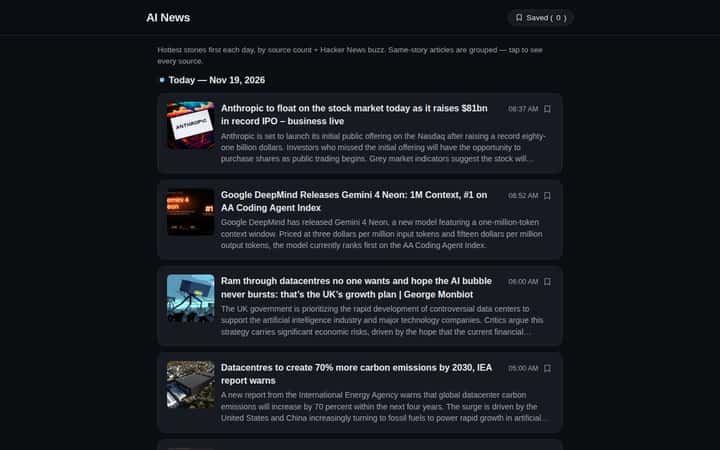 AI News
Saved ( 0 )
Hottest stories first each day, by source count + Hacker News buzz. Same-story articles are grouped — tap to see
every source.
Today — Nov 19, 2026
ANTHROPIC
Anthropic to float on the stock market today as it raises $81bn
in record IPO – business live
08:37 AM
Anthropic is set to launch its initial public offering on the Nasdaq after raising a record eighty-
one billion dollars. Investors who missed the initial offering will have the opportunity to
purchase shares as public trading begins. Grey market indicators suggest the stock will…
emini 4
eon
#1
Google DeepMind Releases Gemini 4 Neon: 1M Context, #1 on
AA Coding Agent Index
06:52 AM
Google DeepMind has released Gemini 4 Neon, a new model featuring a one-million-token
context window. Priced at three dollars per million input tokens and fifteen dollars per million
output tokens, the model currently ranks first on the AA Coding Agent Index.
Ram through datacentres no one wants and hope the AI bubble
never bursts: that’s the UK’s growth plan | George Monbiot
06:00 AM
The UK government is prioritizing the rapid development of controversial data centers to
support the artificial intelligence industry and major technology companies. Critics argue this
strategy carries significant economic risks, driven by the hope that the current financial…
Datacentres to create 70% more carbon emissions by 2030, IEA
report warns
05:00 AM
A new report from the International Energy Agency warns that global datacenter carbon
emissions will increase by 70 percent within the next four years. The surge is driven by the
United States and China increasingly turning to fossil fuels to power rapid growth in artificial…